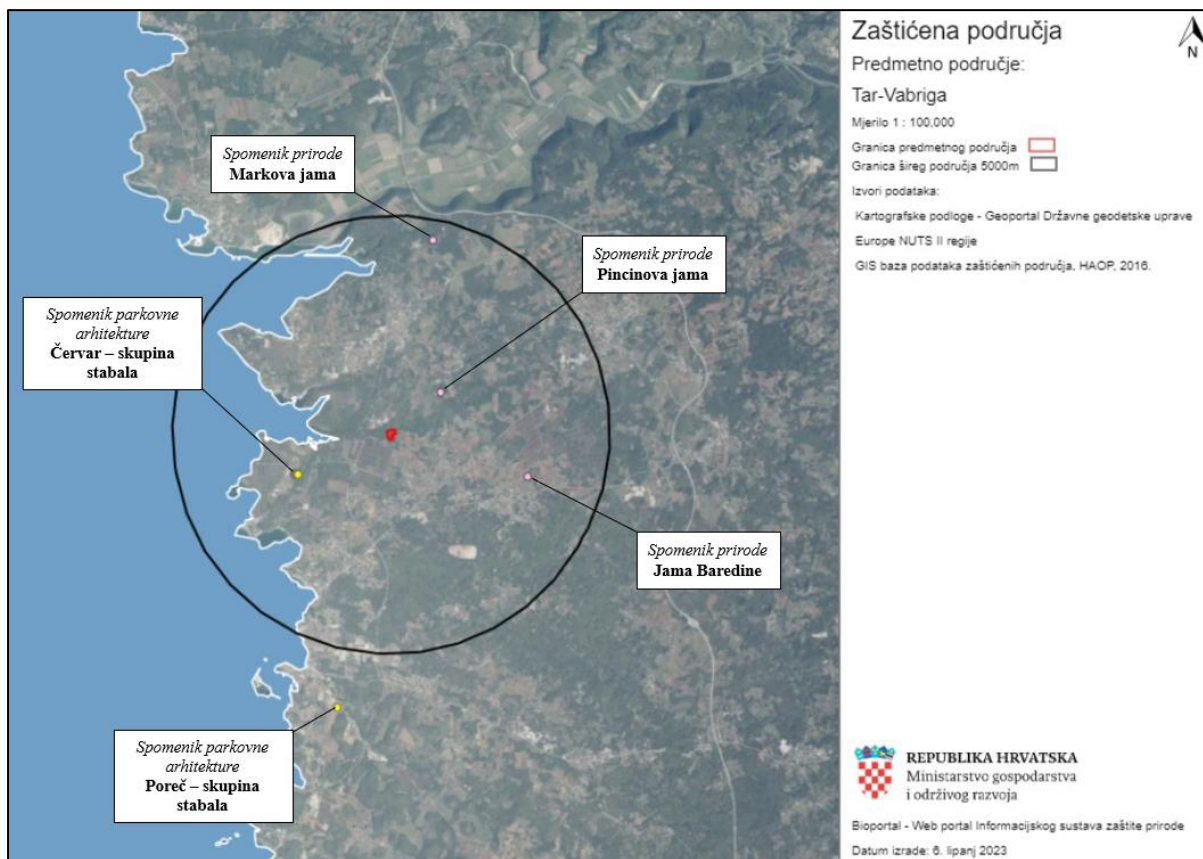 Spomenik prirode
Markova jama
Spomenik prirode
Pincinova jama
Spomenik parkovne
arhitekture
Červar – skupina
stabala
Spomenik prirode
Jama Baredine
Spomenik parkovne
arhitekture
Poreč – skupina
stabala
Zaštićena područja
N
Predmetno područje:
Tar-Vabriga
Mjerilo 1 : 100,000
Granica predmetnog područja
Granica šireg područja 5000m
Izvori podataka:
Kartografske podloge - Geoportal Državne geodetske uprave
Europe NUTS II regije
GIS baza podataka zaštićenih područja, HAOP, 2016.
REPUBLIKA HRVATSKA
Ministarstvo gospodarstva
i održivog razvoja
Bioportal - Web portal Informacijskog sustava zaštite prirode
Datum izrade: 6. lipanj 2023